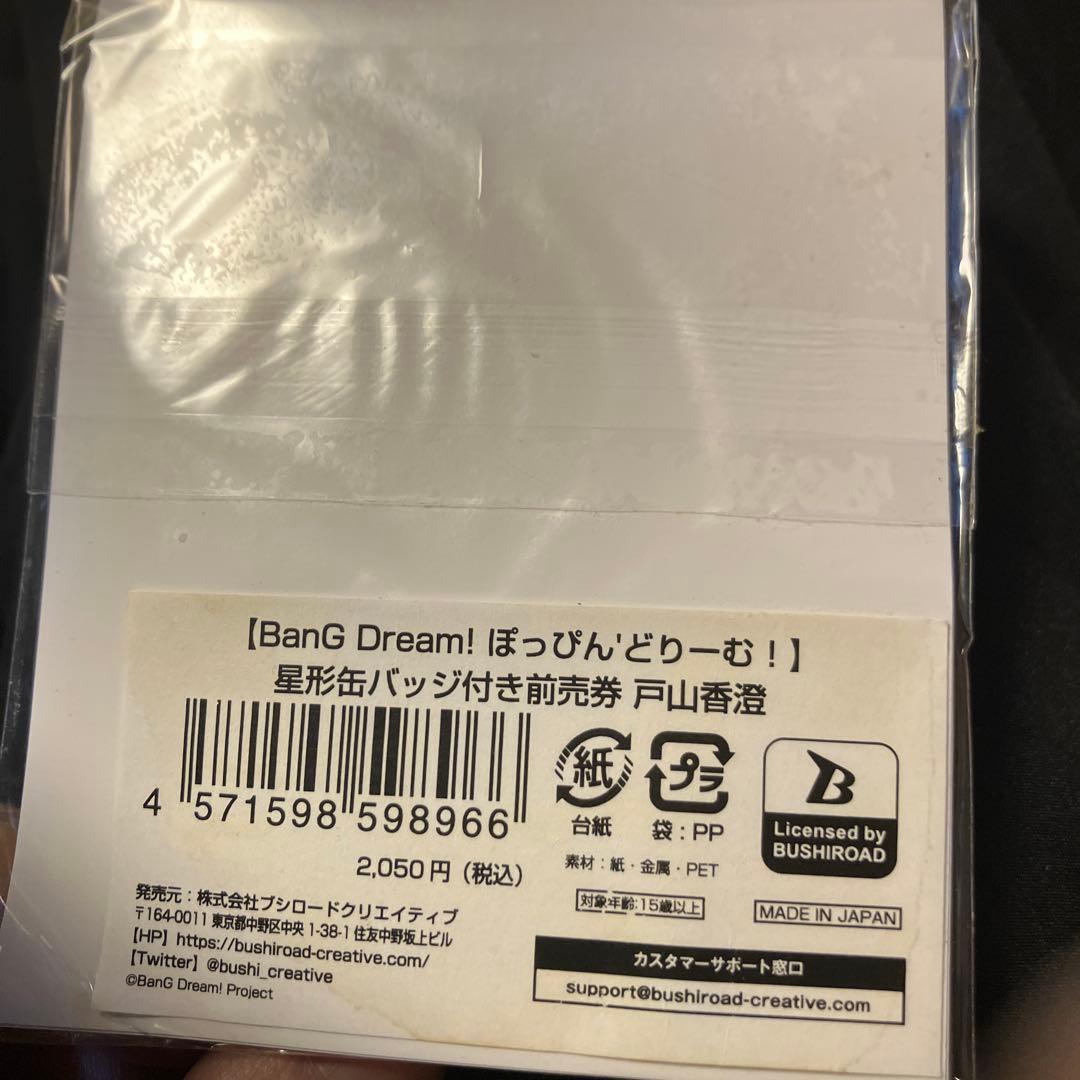 【BanG Dream! ぽっぴん'どりーむ！】
星形缶バッジ付き前売券 戸山香澄
4 571598 598966
2,050円（税込）
紙
台紙
プラ
袋：PP
素材：紙・金属・PET
対象年齢:15歳以上
B
Licensed by
BUSHIROAD
MADE IN JAPAN
発売元：株式会社ブシロードクリエイティブ
〒164-0011 東京都中野区中央 1-38-1 住友中野坂上ビル
【HP】https://bushiroad-creative.com/
【Twitter】@bushi_creative
©BanG Dream! Project
カスタマーサポート窓口
support@bushiroad-creative.com